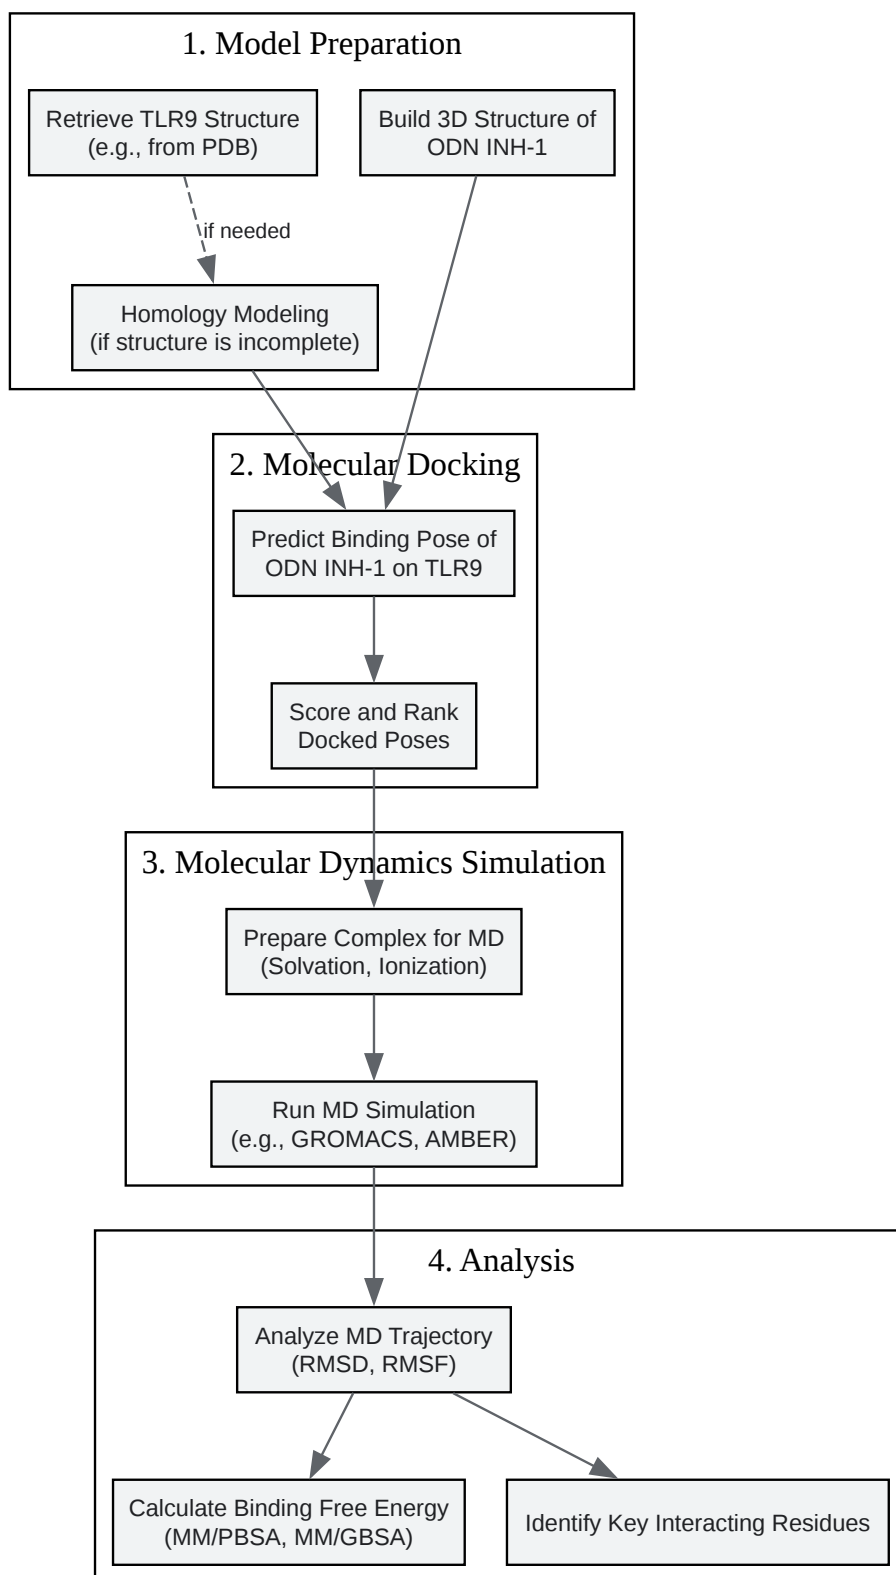 1. Model Preparation
Retrieve TLR9 Structure
(e.g., from PDB)
Build 3D Structure of
ODN INH-1
if needed
Homology Modeling
(if structure is incomplete)
2. Molecular Docking
Predict Binding Pose of
ODN INH-1 on TLR9
Score and Rank
Docked Poses
3. Molecular Dynamics Simulation
Prepare Complex for MD
(Solvation, Ionization)
Run MD Simulation
(e.g., GROMACS, AMBER)
4. Analysis
Analyze MD Trajectory
(RMSD, RMSF)
Calculate Binding Free Energy
(MM/PBSA, MM/GBSA)
Identify Key Interacting Residues